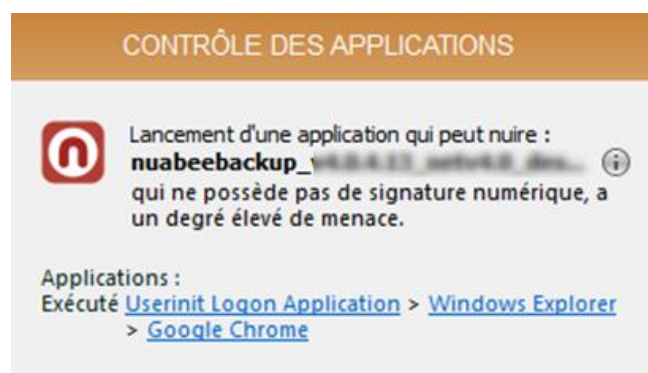 CONTRÔLE DES APPLICATIONS
Lancement d'une application qui peut nuire :
nuabeebackup_
qui ne possède pas de signature numérique, a
un degré élevé de menace.
Applications :
Exécuté Userinit Logon Application > Windows Explorer
> Google Chrome